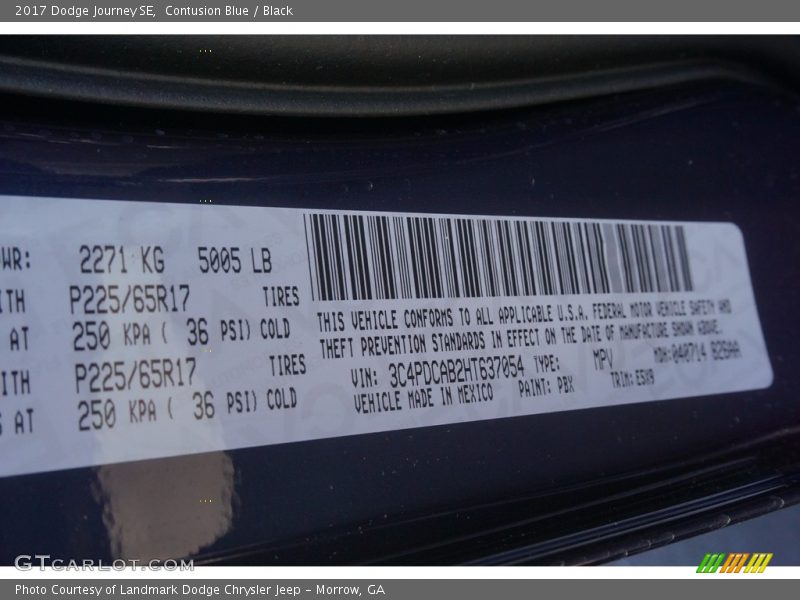 2017 Dodge Journey SE, Contusion Blue / Black
WR: 2271 KG 5005 LB
ITH P225/65R17 TIRES
AT 250 KPA ( 36 PSI) COLD
ITH P225/65R17 TIRES
S AT 250 KPA ( 36 PSI) COLD
THIS VEHICLE CONFORMS TO ALL APPLICABLE U.S.A. FEDERAL MOTOR VEHICLE SAFETY AND
THEFT PREVENTION STANDARDS IN EFFECT ON THE DATE OF MANUFACTURE SHOWN ABOVE.
VIN: 3C4PDCAB2HT637054 TYPE: MPV MDH:040714 826AA
VEHICLE MADE IN MEXICO PAINT: PBX TRIM: E5X9
GTCARLOT.COM
Photo Courtesy of Landmark Dodge Chrysler Jeep – Morrow, GA